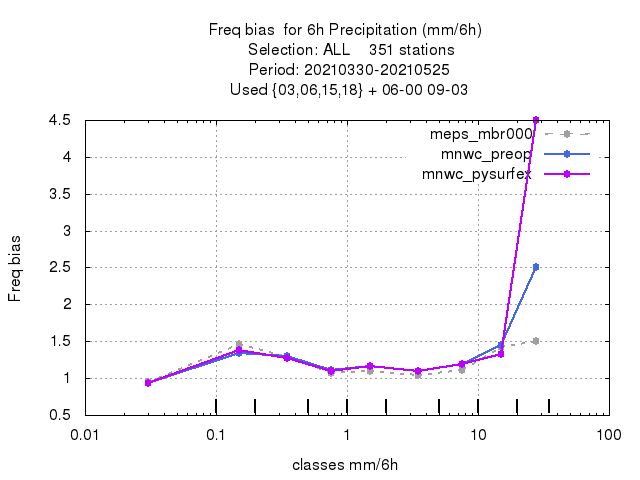 Freq bias  for 6h Precipitation (mm/6h)
Selection: ALL    351 stations
Period: 20210330-20210525
Used {03,06,15,18} + 06-00 09-03
meps_mbr000
mnwc_preop
mnwc_pysurfex
4.5
4
3.5
3
2.5
2
1.5
1
0.5
Freq bias
0.01
0.1
1
10
100
classes mm/6h